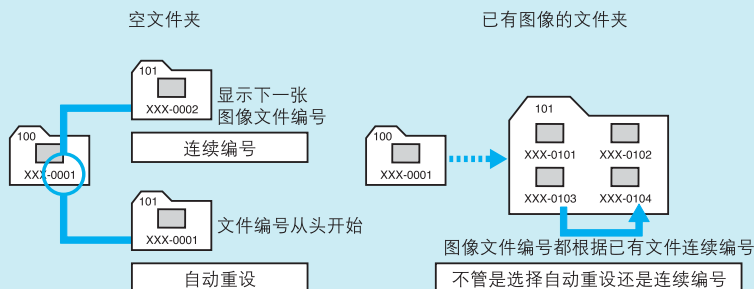 空文件夹
已有图像的文件夹
101
XXX-0002
显示下一张
图像文件编号
连续编号
100
XXX-0001
101
XXX-0001
文件编号从头开始
自动重设
100
XXX-0001
101
XXX-0101
XXX-0102
XXX-0103
XXX-0104
图像文件编号都根据已有文件连续编号
不管是选择自动重设还是连续编号